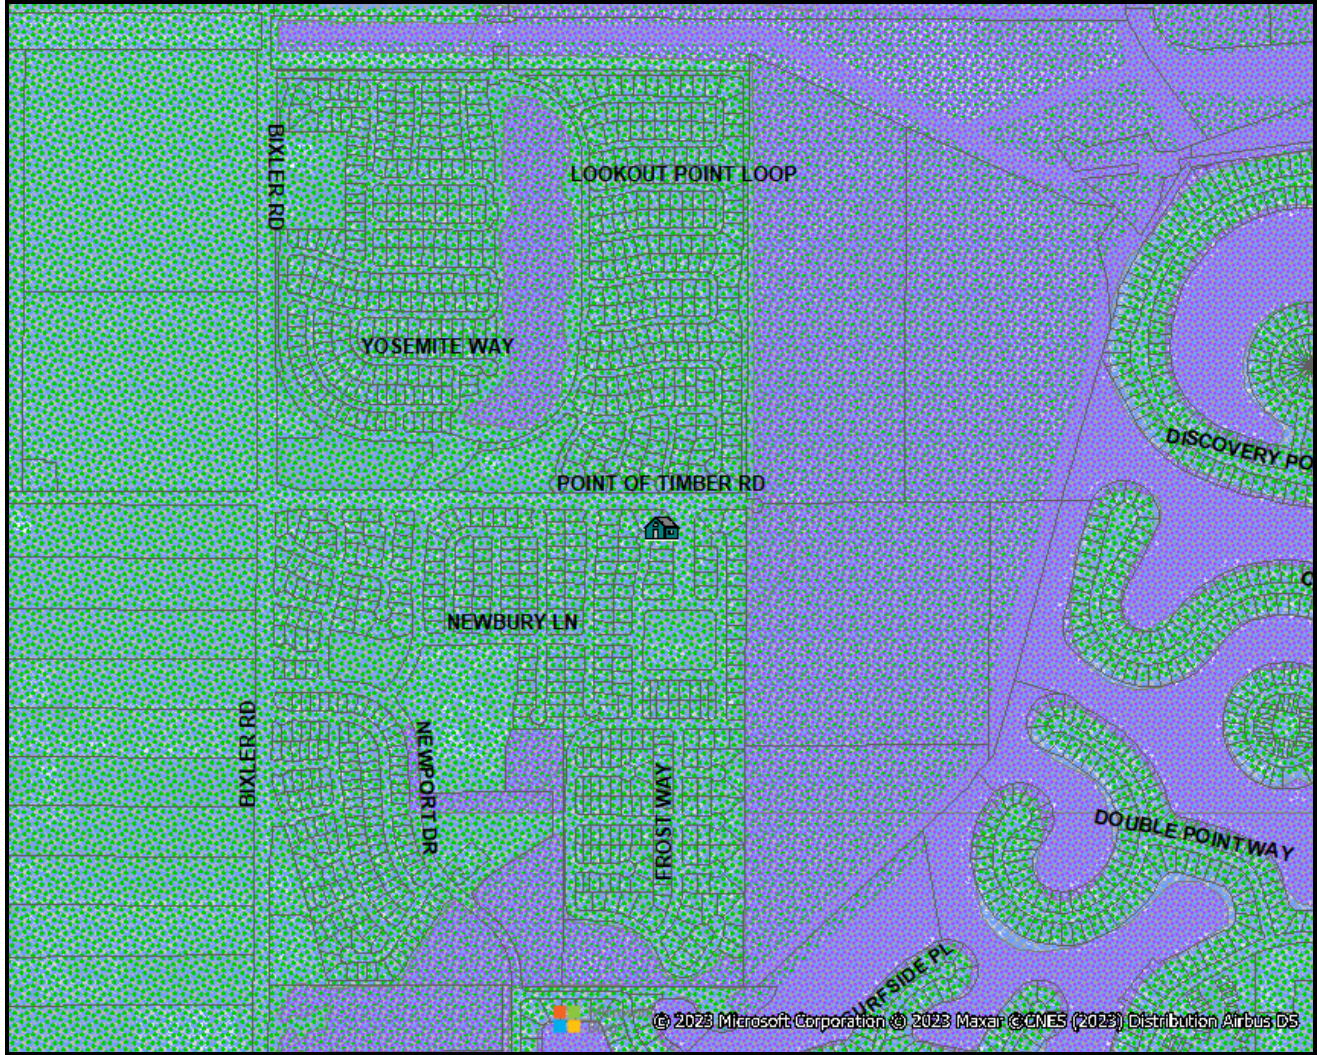 BIXLER RD
LOOKOUT POINT LOOP
YOSEMITE WAY
DISCOVERY PO
POINT OF TIMBER RD
C
NEWBURY LN
BIXLER RD
NEWPORT DR
FROST WAY
DOUBLE POINT WAY
SURFSIDE PL
© 2023 Microsoft Corporation © 2023 Maxar ©CNES (2023) Distribution Airbus DS